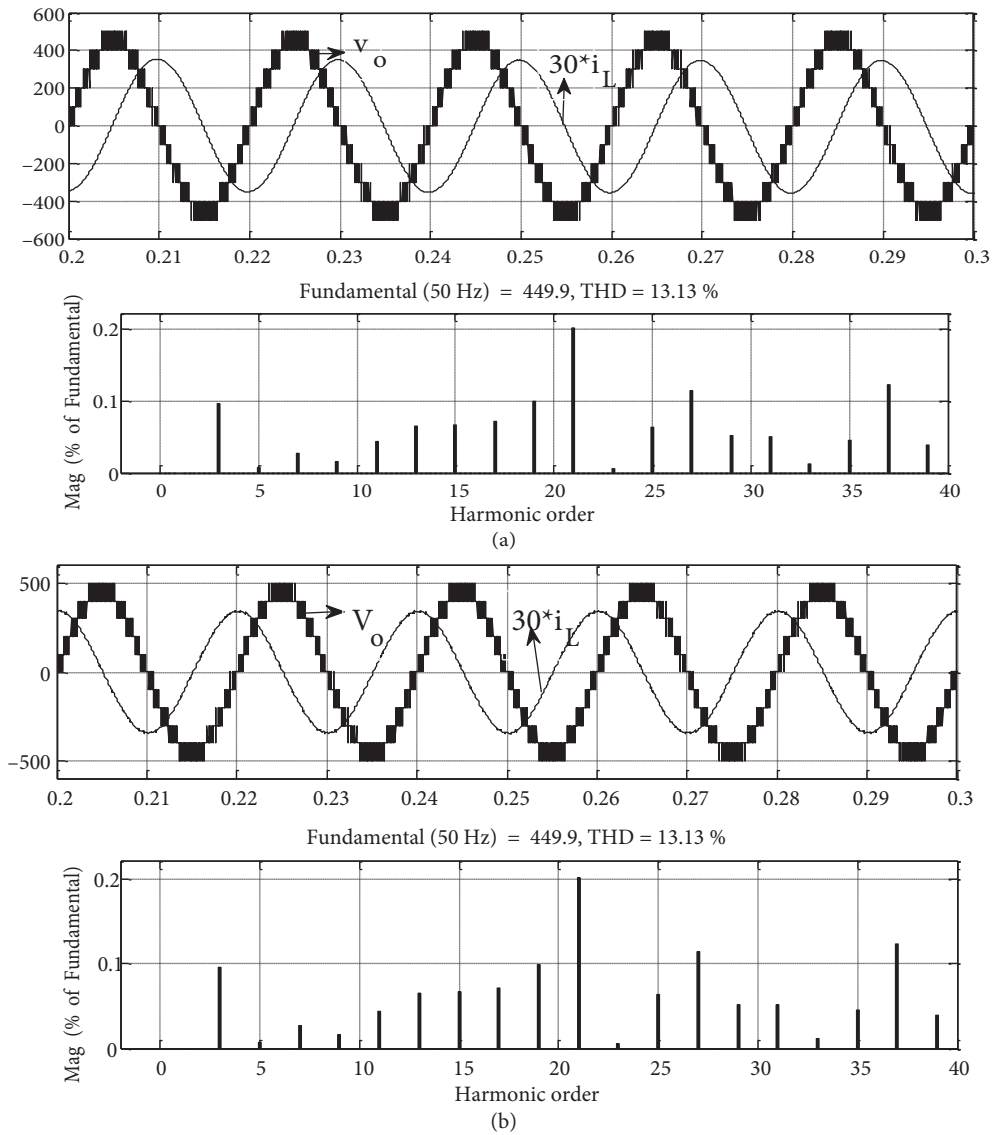 600
400
200
0
−200
−400
−600
v_o
30*i_L
0.2 0.21 0.22 0.23 0.24 0.25 0.26 0.27 0.28 0.29 0.3
Fundamental (50 Hz) = 449.9, THD = 13.13 %
Mag (% of Fundamental)
0.2
0.1
0
0 5 10 15 20 25 30 35 40
Harmonic order
(a)
500
0
−500
V_o
30*i_L
0.2 0.21 0.22 0.23 0.24 0.25 0.26 0.27 0.28 0.29 0.3
Fundamental (50 Hz) = 449.9, THD = 13.13 %
Mag (% of Fundamental)
0.2
0.1
0
0 5 10 15 20 25 30 35 40
Harmonic order
(b)